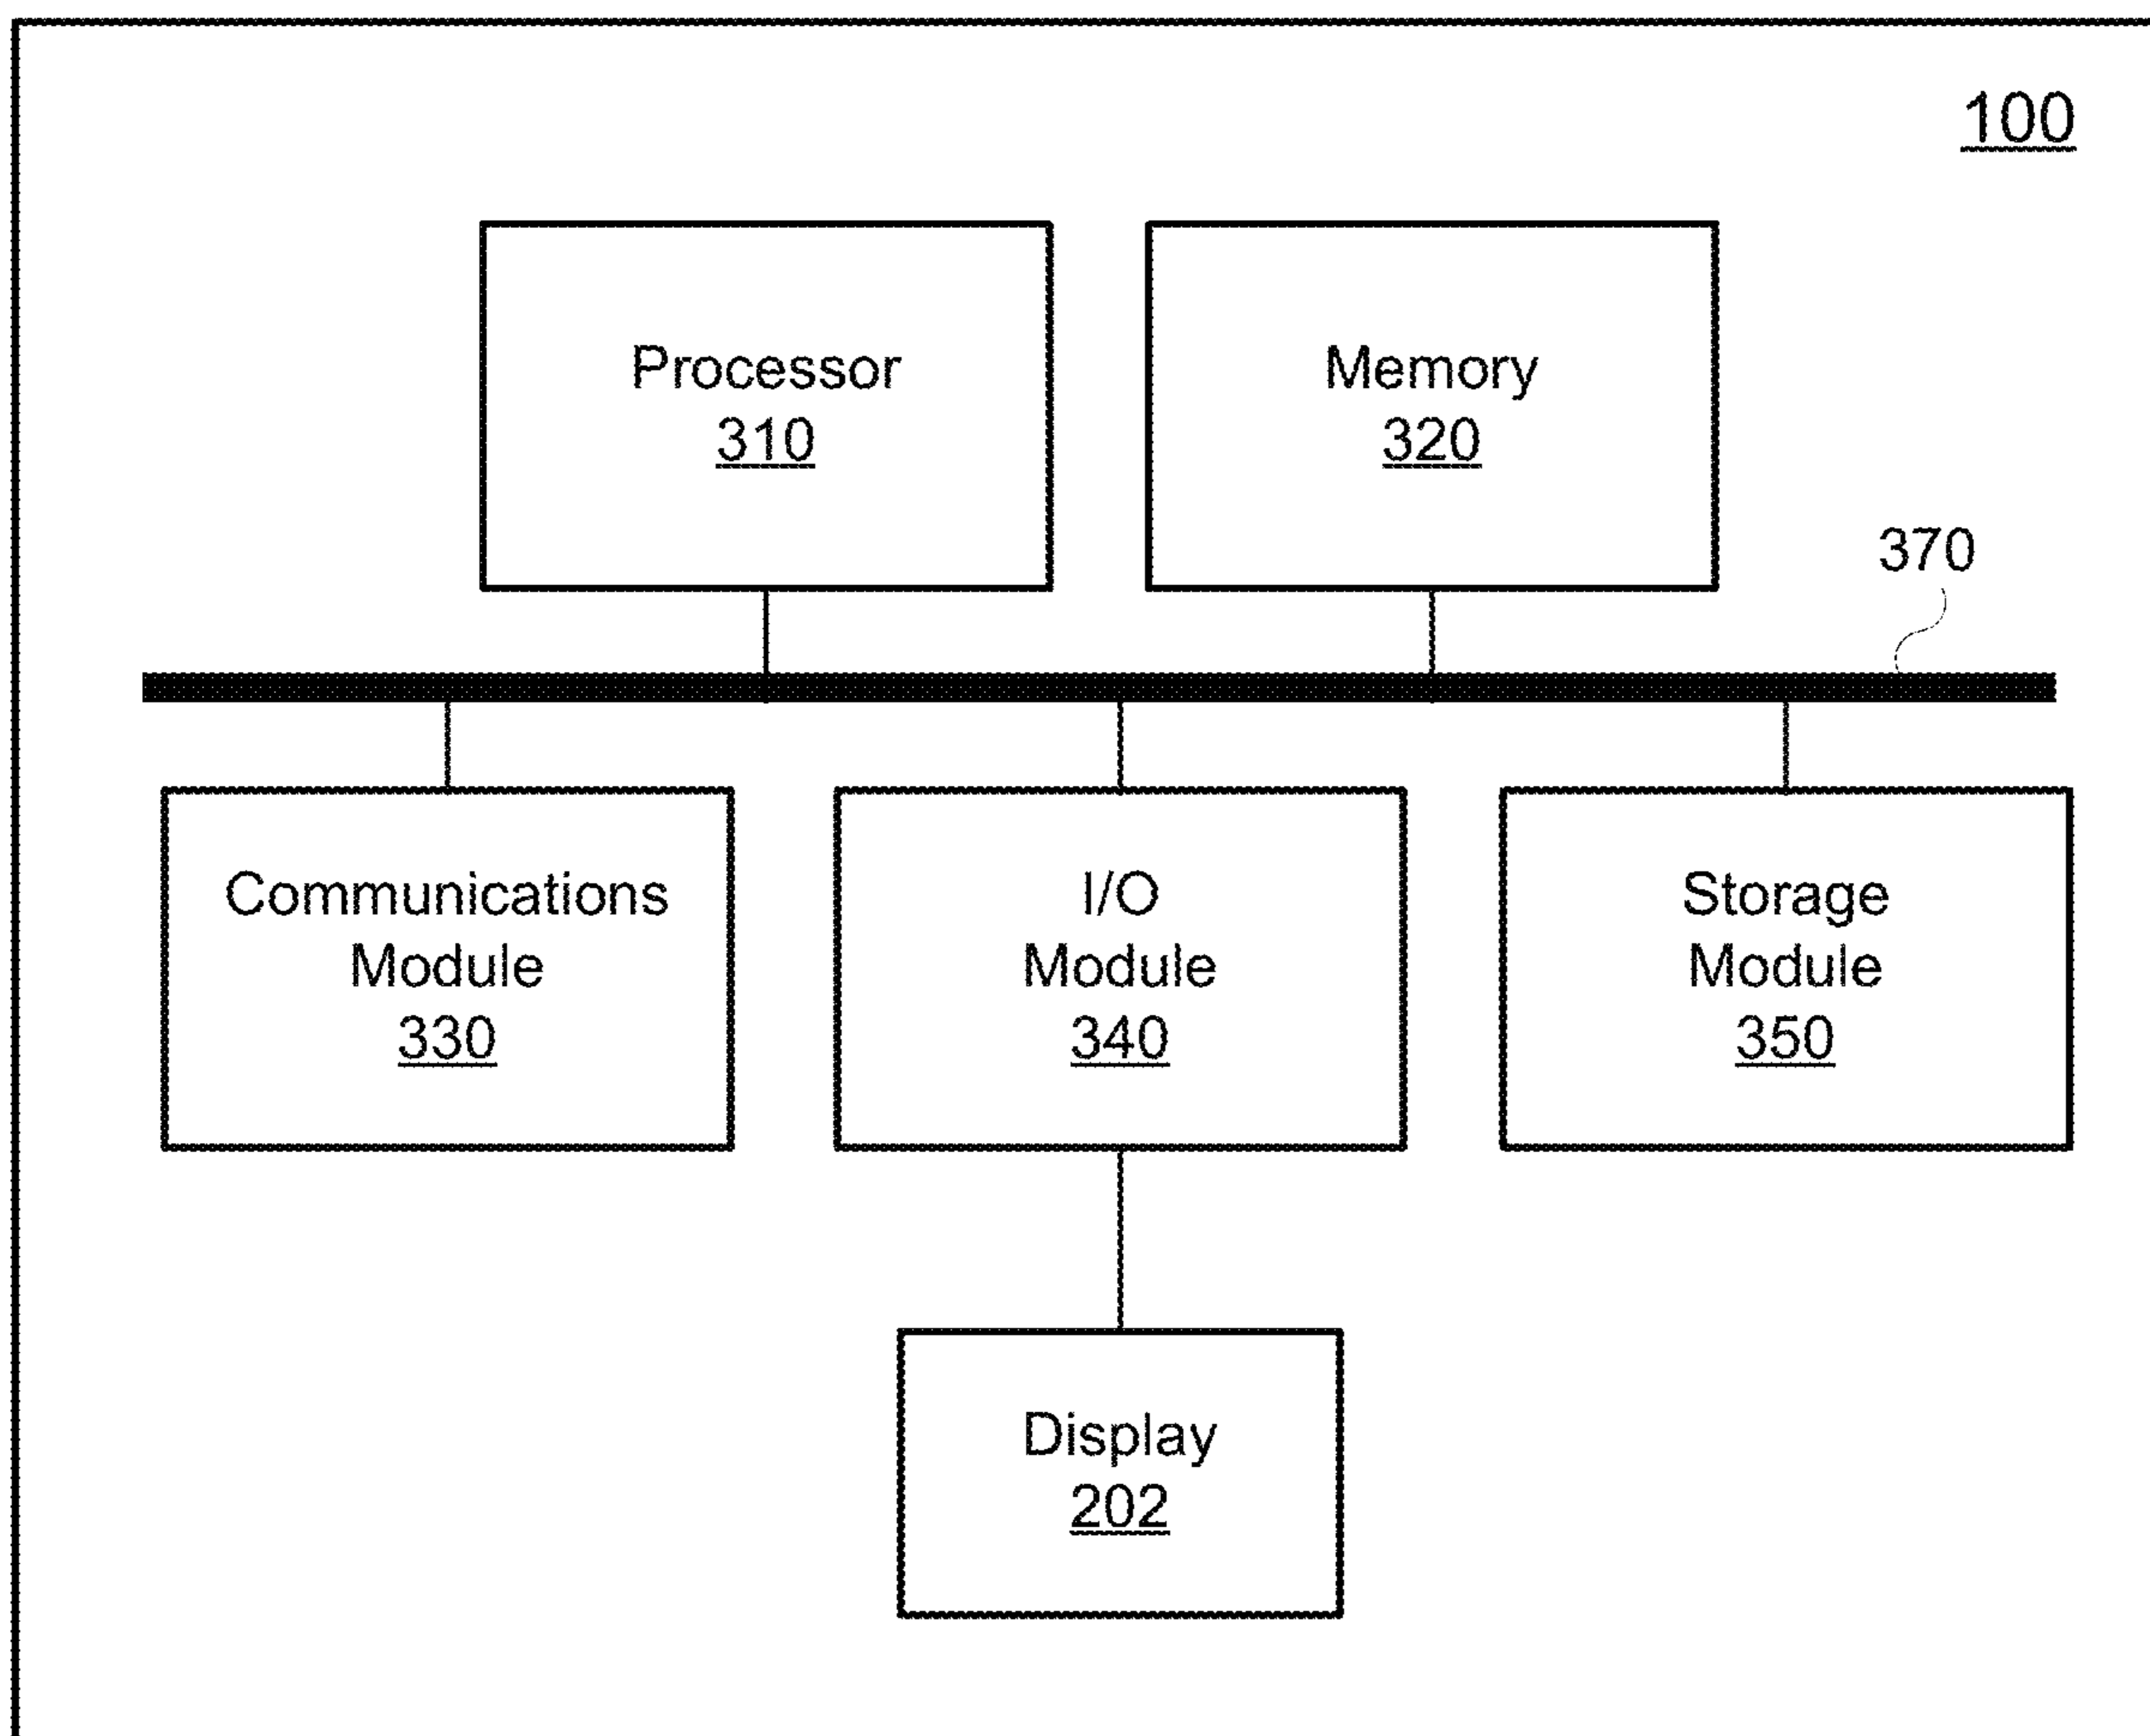 100
Processor
310
Memory
320
370
Communications
Module
330
I/O
Module
340
Storage
Module
350
Display
202